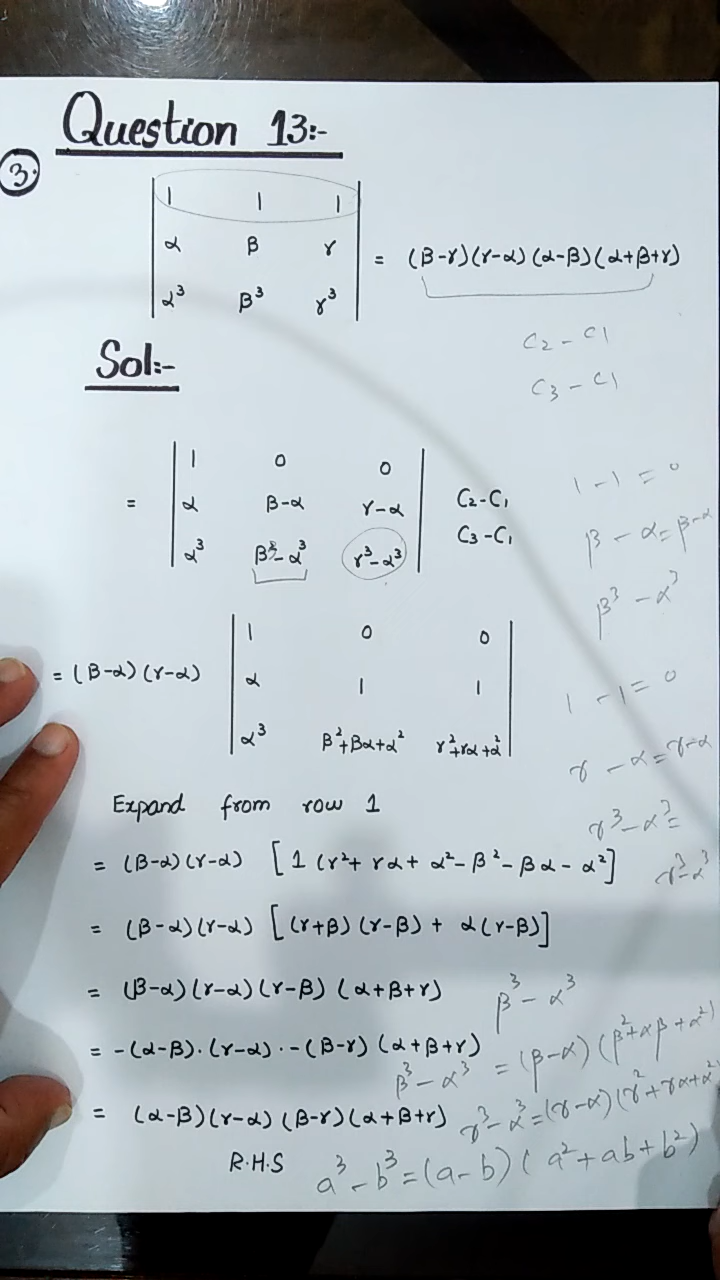 Question 13:-
3.
1 1 1
α β γ = (β-γ)(γ-α)(α-β)(α+β+γ)
α³ β³ γ³
C₂ - C₁
Sol:-
C₃ - C₁
1 0 0
1 - 1 = 0
= α β-α γ-α C₂-C₁
α³ β³-α³ γ³-α³ C₃-C₁
β - α = β-α
β³ - α³
1 0 0
= (β-α)(γ-α) α 1 1
1 - 1 = 0
α³ β²+βα+α² γ²+γα+α²
γ - α = γ-α
Expand from row 1
γ³ - α³ =
= (β-α)(γ-α) [1 (γ²+ γα + α² - β² - βα - α²]
γ³-α³
= (β-α)(γ-α) [(γ+β)(γ-β) + α(γ-β)]
= (β-α)(γ-α)(γ-β) (α+β+γ)
β³ - α³
= -(α-β).(γ-α).-(β-γ) (α+β+γ)
β³ - α³ = (β-α)(β²+αβ+α²)
= (α-β)(γ-α)(β-γ)(α+β+γ)
γ³-α³=(γ-α)(γ²+γα+α²
R.H.S
a³ - b³ = (a-b) ( a² + ab + b²)